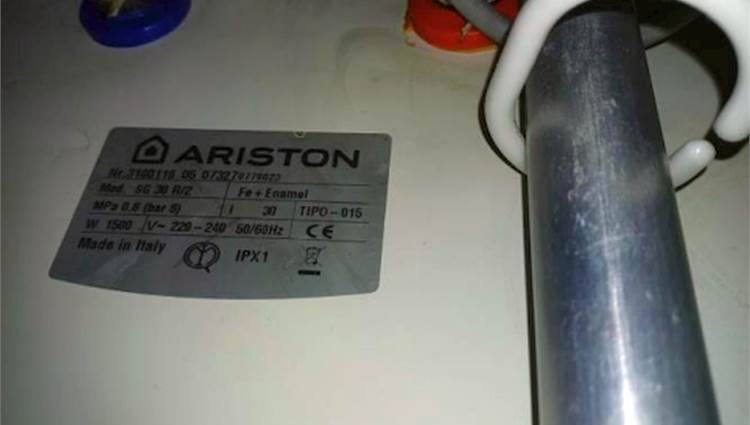 ARISTON
Nr. 3100116 05 07327
Mod. SG 30 R/2 Fe + Enamel
MPa 0.8 (bar 8) l 30 TIPO - 015
W 1500 V~ 220 - 240 50/60Hz CE
Made in Italy IPX1